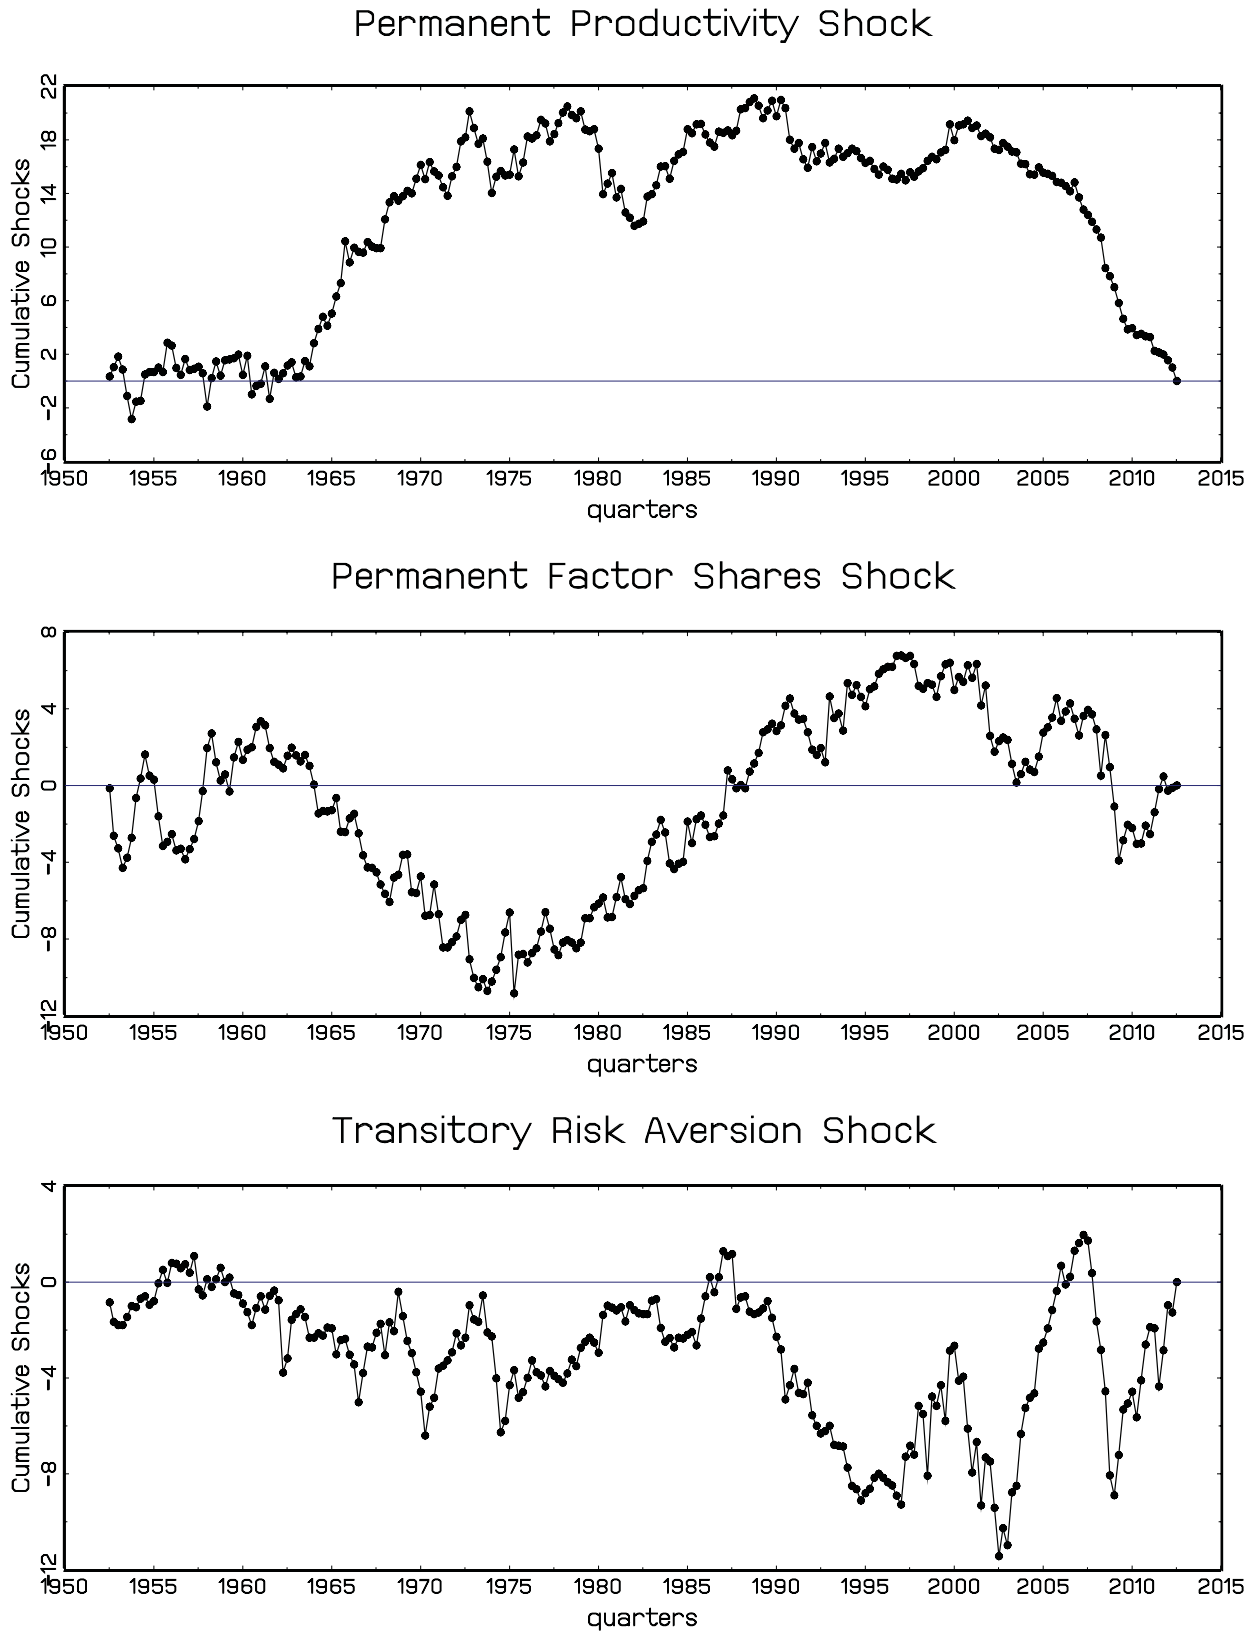 Permanent Productivity Shock
Cumulative Shocks
22
18
14
10
6
2
-2
-6
1950 1955 1960 1965 1970 1975 1980 1985 1990 1995 2000 2005 2010 2015
quarters
Permanent Factor Shares Shock
Cumulative Shocks
8
4
0
-4
-8
-12
1950 1955 1960 1965 1970 1975 1980 1985 1990 1995 2000 2005 2010 2015
quarters
Transitory Risk Aversion Shock
Cumulative Shocks
4
0
-4
-8
-12
1950 1955 1960 1965 1970 1975 1980 1985 1990 1995 2000 2005 2010 2015
quarters